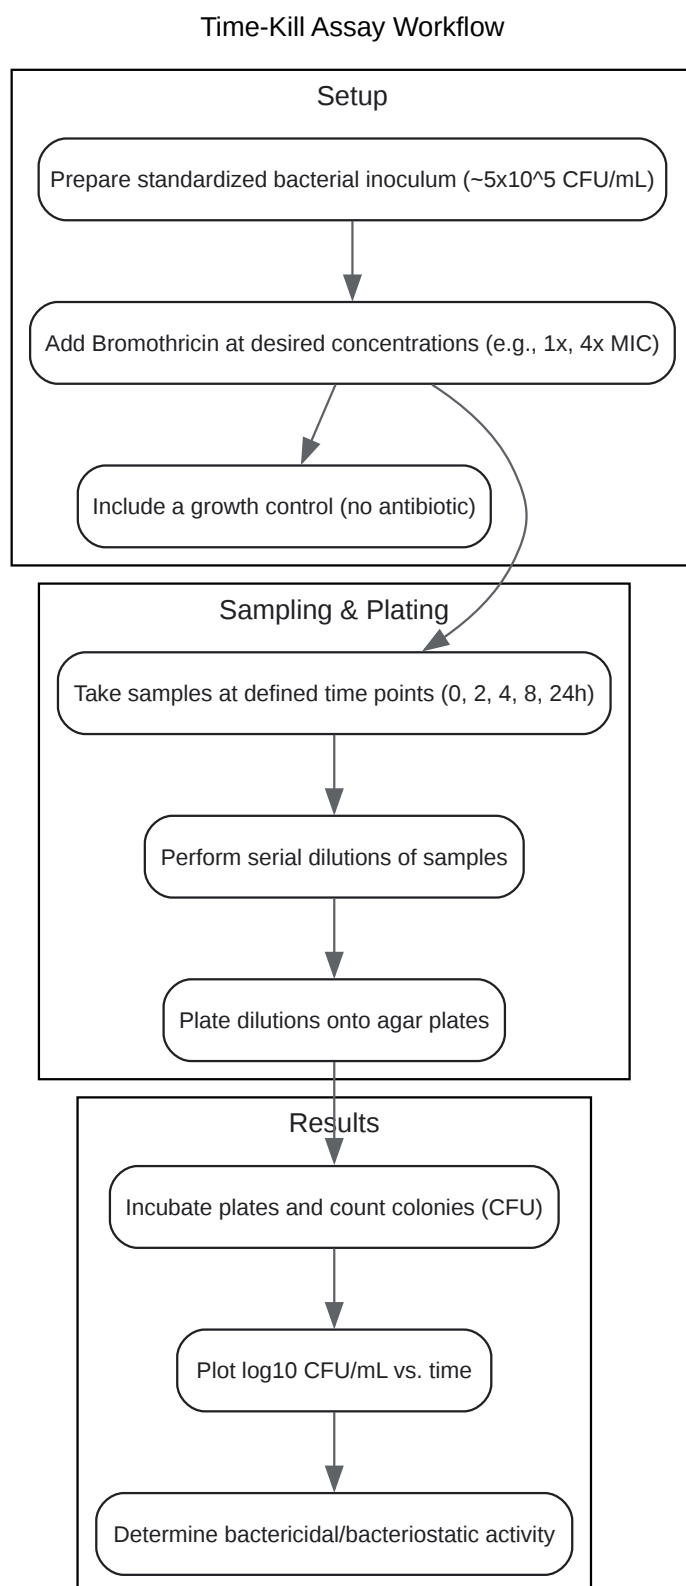 Time-Kill Assay Workflow
Setup
Prepare standardized bacterial inoculum (~5x10^5 CFU/mL)
Add Bromothricin at desired concentrations (e.g., 1x, 4x MIC)
Include a growth control (no antibiotic)
Sampling & Plating
Take samples at defined time points (0, 2, 4, 8, 24h)
Perform serial dilutions of samples
Plate dilutions onto agar plates
Results
Incubate plates and count colonies (CFU)
Plot log10 CFU/mL vs. time
Determine bactericidal/bacteriostatic activity